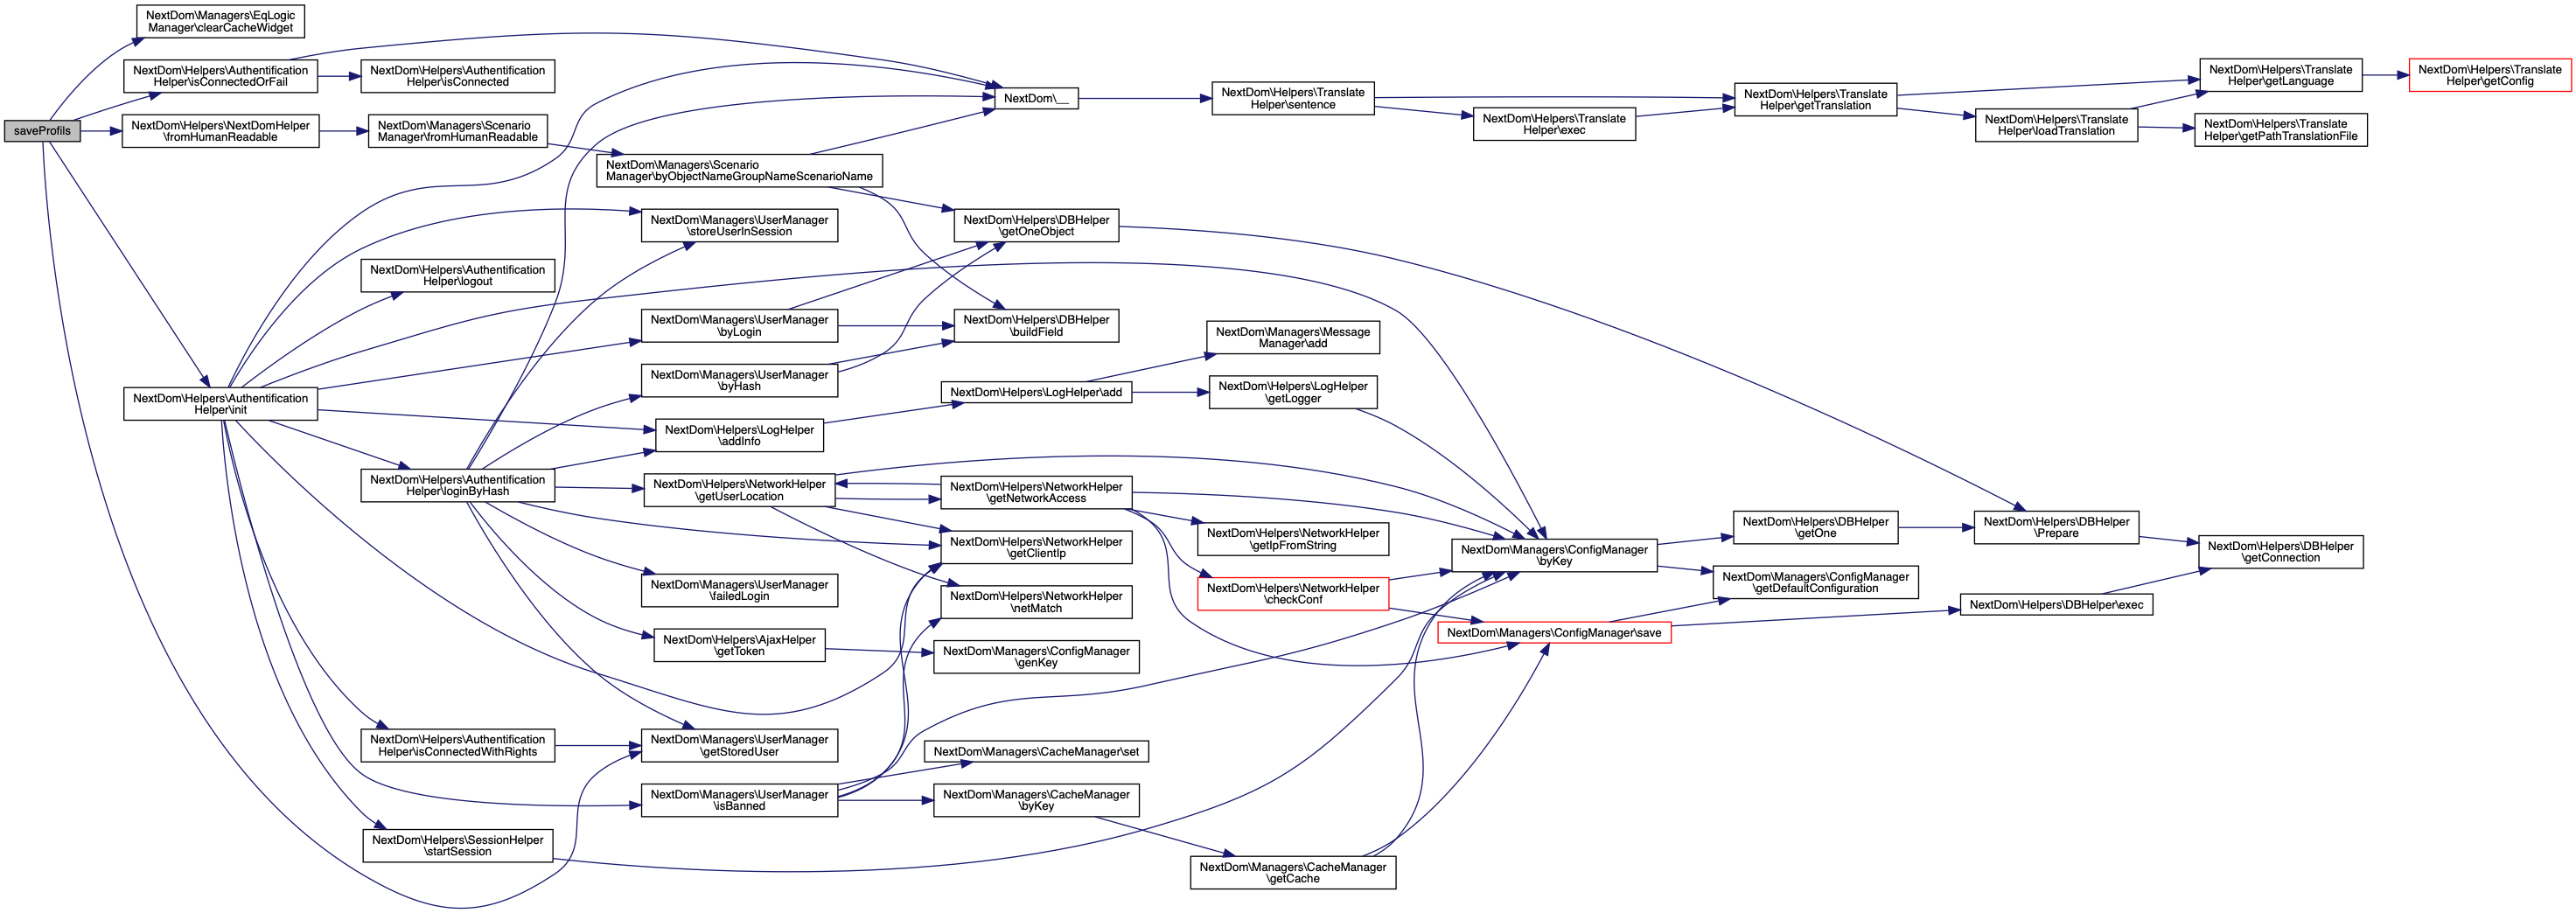 saveProfils
NextDom\Managers\EqLogic
Manager\clearCacheWidget
NextDom\Helpers\Authentification
Helper\isConnectedOrFail
NextDom\Helpers\NextDomHelper
\fromHumanReadable
NextDom\Helpers\Authentification
Helper\init
NextDom\Helpers\Authentification
Helper\isConnected
NextDom\Managers\Scenario
Manager\fromHumanReadable
NextDom\Helpers\Authentification
Helper\logout
NextDom\Helpers\Authentification
Helper\loginByHash
NextDom\Helpers\Authentification
Helper\isConnectedWithRights
NextDom\Helpers\SessionHelper
\startSession
NextDom\Managers\Scenario
Manager\byObjectNameGroupNameScenarioName
NextDom\Managers\UserManager
\storeUserInSession
NextDom\Managers\UserManager
\byLogin
NextDom\Managers\UserManager
\byHash
NextDom\Helpers\LogHelper
\addInfo
NextDom\Helpers\NetworkHelper
\getUserLocation
NextDom\Managers\UserManager
\failedLogin
NextDom\Helpers\AjaxHelper
\getToken
NextDom\Managers\UserManager
\getStoredUser
NextDom\Managers\UserManager
\isBanned
NextDom\__
NextDom\Helpers\DBHelper
\getOneObject
NextDom\Helpers\DBHelper
\buildField
NextDom\Helpers\LogHelper\add
NextDom\Helpers\NetworkHelper
\getNetworkAccess
NextDom\Helpers\NetworkHelper
\getClientIp
NextDom\Helpers\NetworkHelper
\netMatch
NextDom\Managers\ConfigManager
\genKey
NextDom\Managers\CacheManager\set
NextDom\Managers\CacheManager
\byKey
NextDom\Helpers\Translate
Helper\sentence
NextDom\Managers\Message
Manager\add
NextDom\Helpers\LogHelper
\getLogger
NextDom\Helpers\NetworkHelper
\getIpFromString
NextDom\Helpers\NetworkHelper
\checkConf
NextDom\Managers\CacheManager
\getCache
NextDom\Helpers\Translate
Helper\exec
NextDom\Managers\ConfigManager
\byKey
NextDom\Managers\ConfigManager\save
NextDom\Helpers\Translate
Helper\getTranslation
NextDom\Helpers\DBHelper
\getOne
NextDom\Managers\ConfigManager
\getDefaultConfiguration
NextDom\Helpers\Translate
Helper\loadTranslation
NextDom\Helpers\DBHelper
\Prepare
NextDom\Helpers\DBHelper\exec
NextDom\Helpers\Translate
Helper\getLanguage
NextDom\Helpers\Translate
Helper\getPathTranslationFile
NextDom\Helpers\DBHelper
\getConnection
NextDom\Helpers\Translate
Helper\getConfig